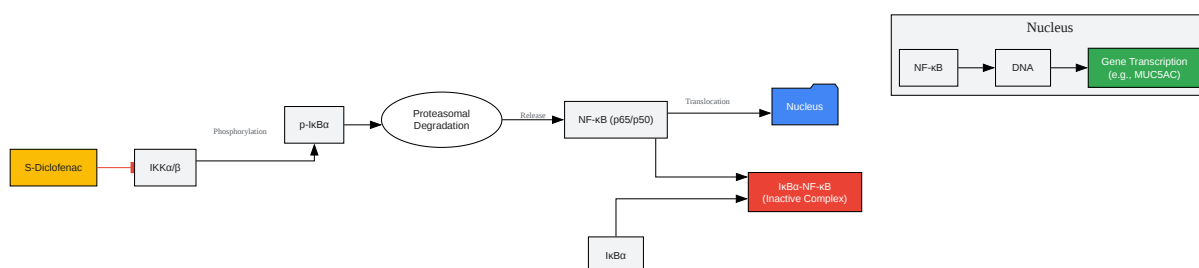 Nucleus
NF-κB
DNA
Gene Transcription
(e.g., MUC5AC)
S-Diclofenac
IKKα/β
Phosphorylation
p-IκBα
Proteasomal
Degradation
Release
NF-κB (p65/p50)
Translocation
Nucleus
IκBα-NF-κB
(Inactive Complex)
IκBα